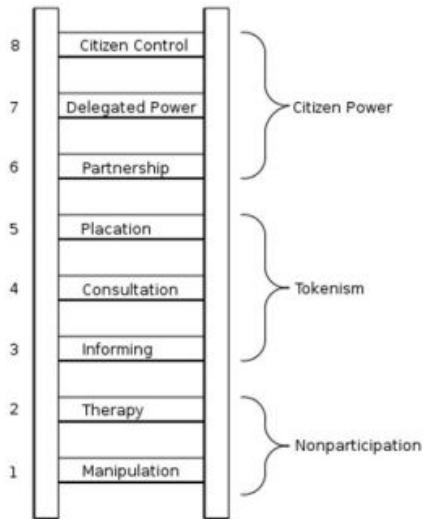 8 Citizen Control
7 Delegated Power
Citizen Power
6 Partnership
5 Placation
4 Consultation
Tokenism
3 Informing
2 Therapy
Nonparticipation
1 Manipulation